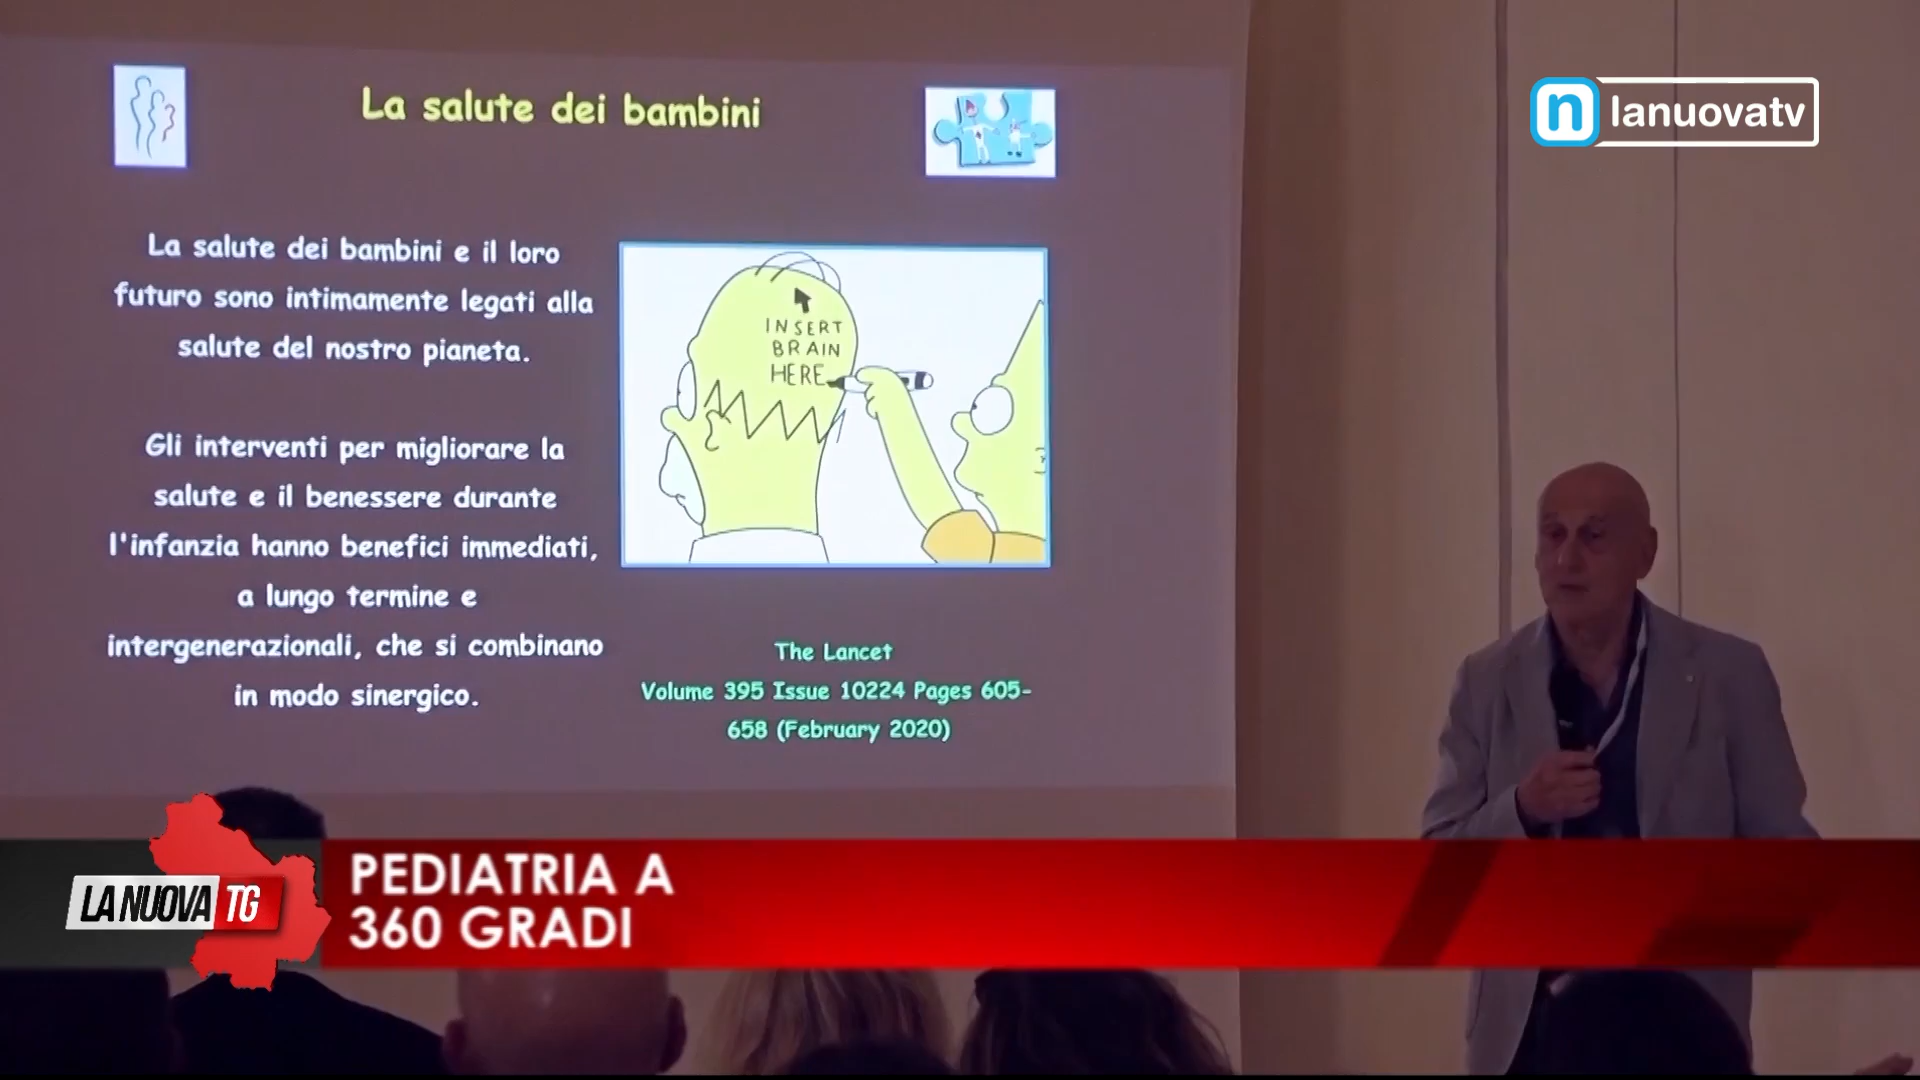 La salute dei bambini
lanuovatv
La salute dei bambini e il loro
futuro sono intimamente legati alla
salute del nostro pianeta.
Gli interventi per migliorare la
salute e il benessere durante
l'infanzia hanno benefici immediati,
a lungo termine e
intergenerazionali, che si combinano
in modo sinergico.
INSERT
BRAIN
HERE
The Lancet
Volume 395 Issue 10224 Pages 605-
658 (February 2020)
LA NUOVA TG
PEDIATRIA A
360 GRADI